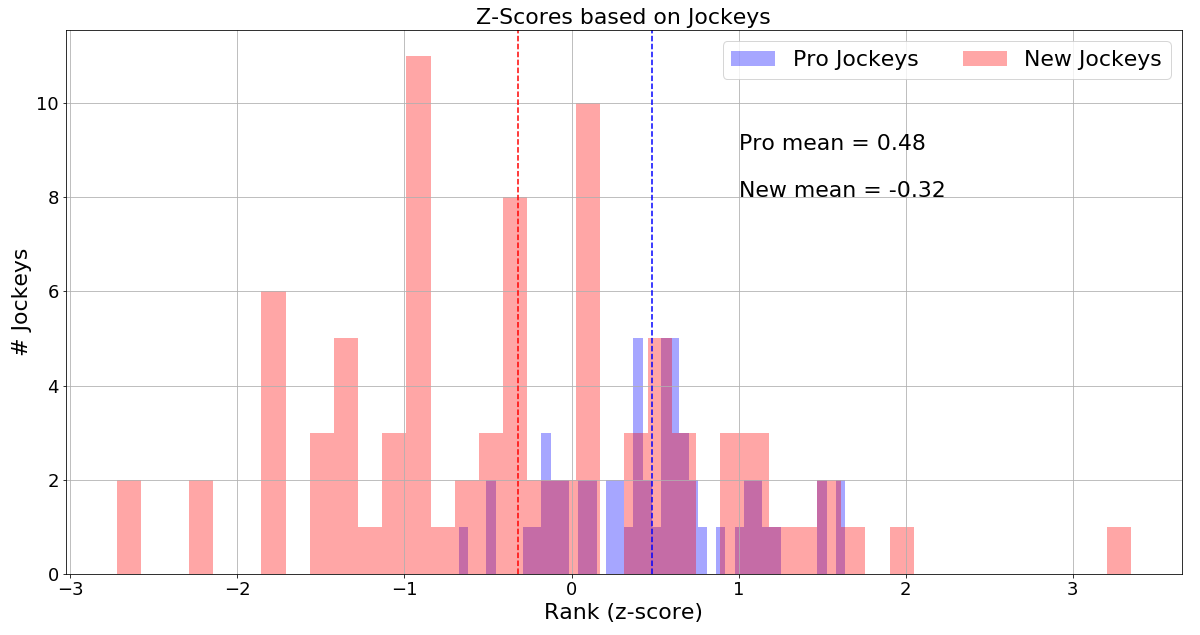 Z-Scores based on Jockeys
Pro Jockeys New Jockeys
Pro mean = 0.48
New mean = -0.32
# Jockeys
10
8
6
4
2
0
−3 −2 −1 0 1 2 3
Rank (z-score)